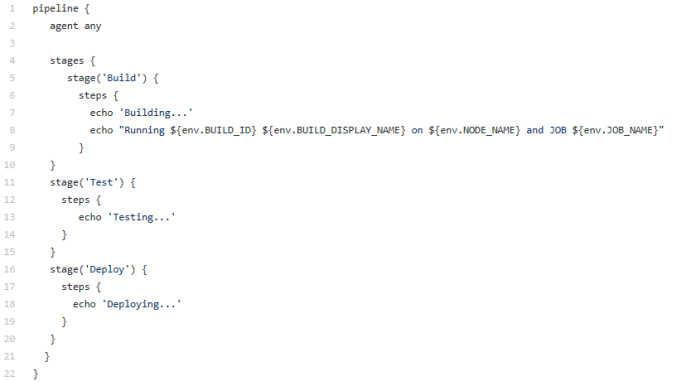 1 pipeline {
2    agent any
3
4    stages {
5       stage('Build') {
6         steps {
7           echo 'Building...'
8           echo "Running ${env.BUILD_ID} ${env.BUILD_DISPLAY_NAME} on ${env.NODE_NAME} and JOB ${env.JOB_NAME}"
9         }
10    }
11    stage('Test') {
12      steps {
13         echo 'Testing...'
14      }
15    }
16    stage('Deploy') {
17      steps {
18        echo 'Deploying...'
19      }
20    }
21   }
22 }